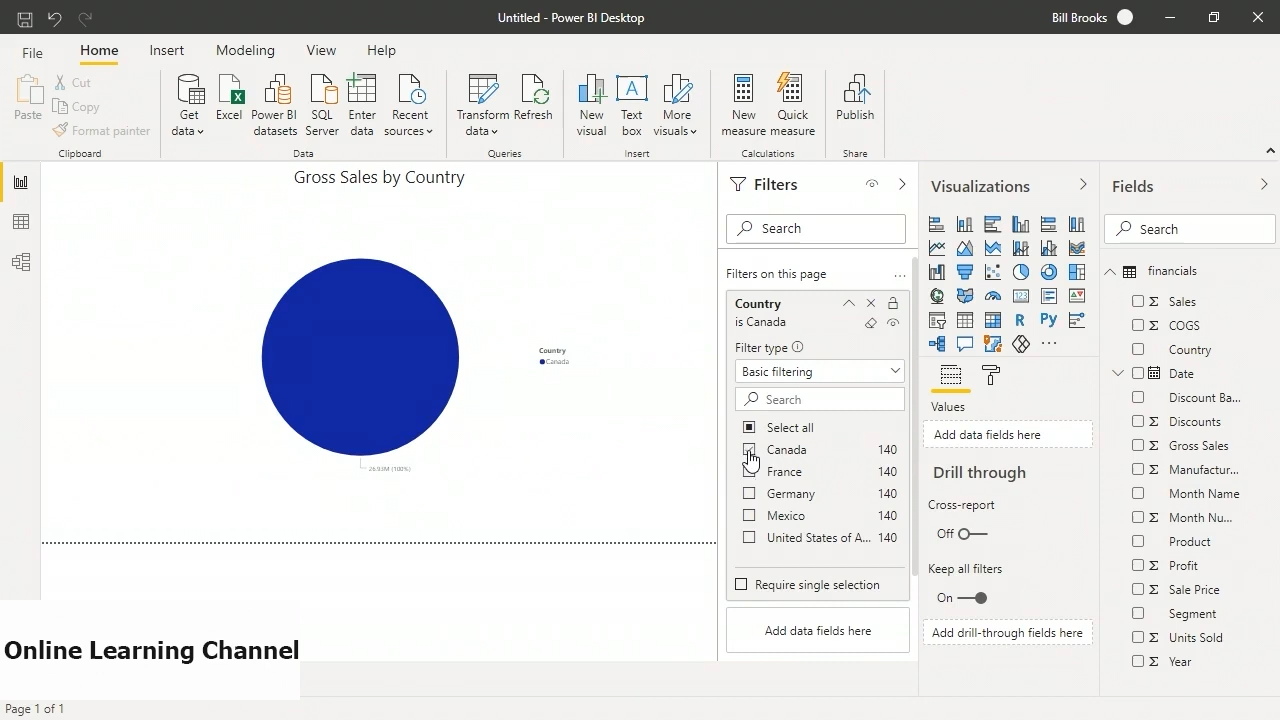 Untitled - Power BI Desktop
Bill Brooks
File
Home
Insert
Modeling
View
Help
Paste
Cut
Copy
Format painter
Clipboard
Get data
Excel
Power BI datasets
SQL Server
Enter data
Recent sources
Data
Transform data
Refresh
Queries
New visual
Text box
More visuals
Insert
New measure
Quick measure
Calculations
Publish
Share
Gross Sales by Country
Country
Canada
26.93M (100%)
Filters
Search
Filters on this page
...
Country
is Canada
Filter type
Basic filtering
Search
Select all
Canada 140
France 140
Germany 140
Mexico 140
United States of A... 140
Require single selection
Add data fields here
Visualizations
R
Py
...
Values
Add data fields here
Drill through
Cross-report
Off
Keep all filters
On
Add drill-through fields here
Fields
Search
financials
Σ Sales
Σ COGS
Country
Date
Discount Ba...
Σ Discounts
Σ Gross Sales
Σ Manufactur...
Month Name
Σ Month Nu...
Product
Σ Profit
Σ Sale Price
Segment
Σ Units Sold
Σ Year
Online Learning Channel
Page 1 of 1